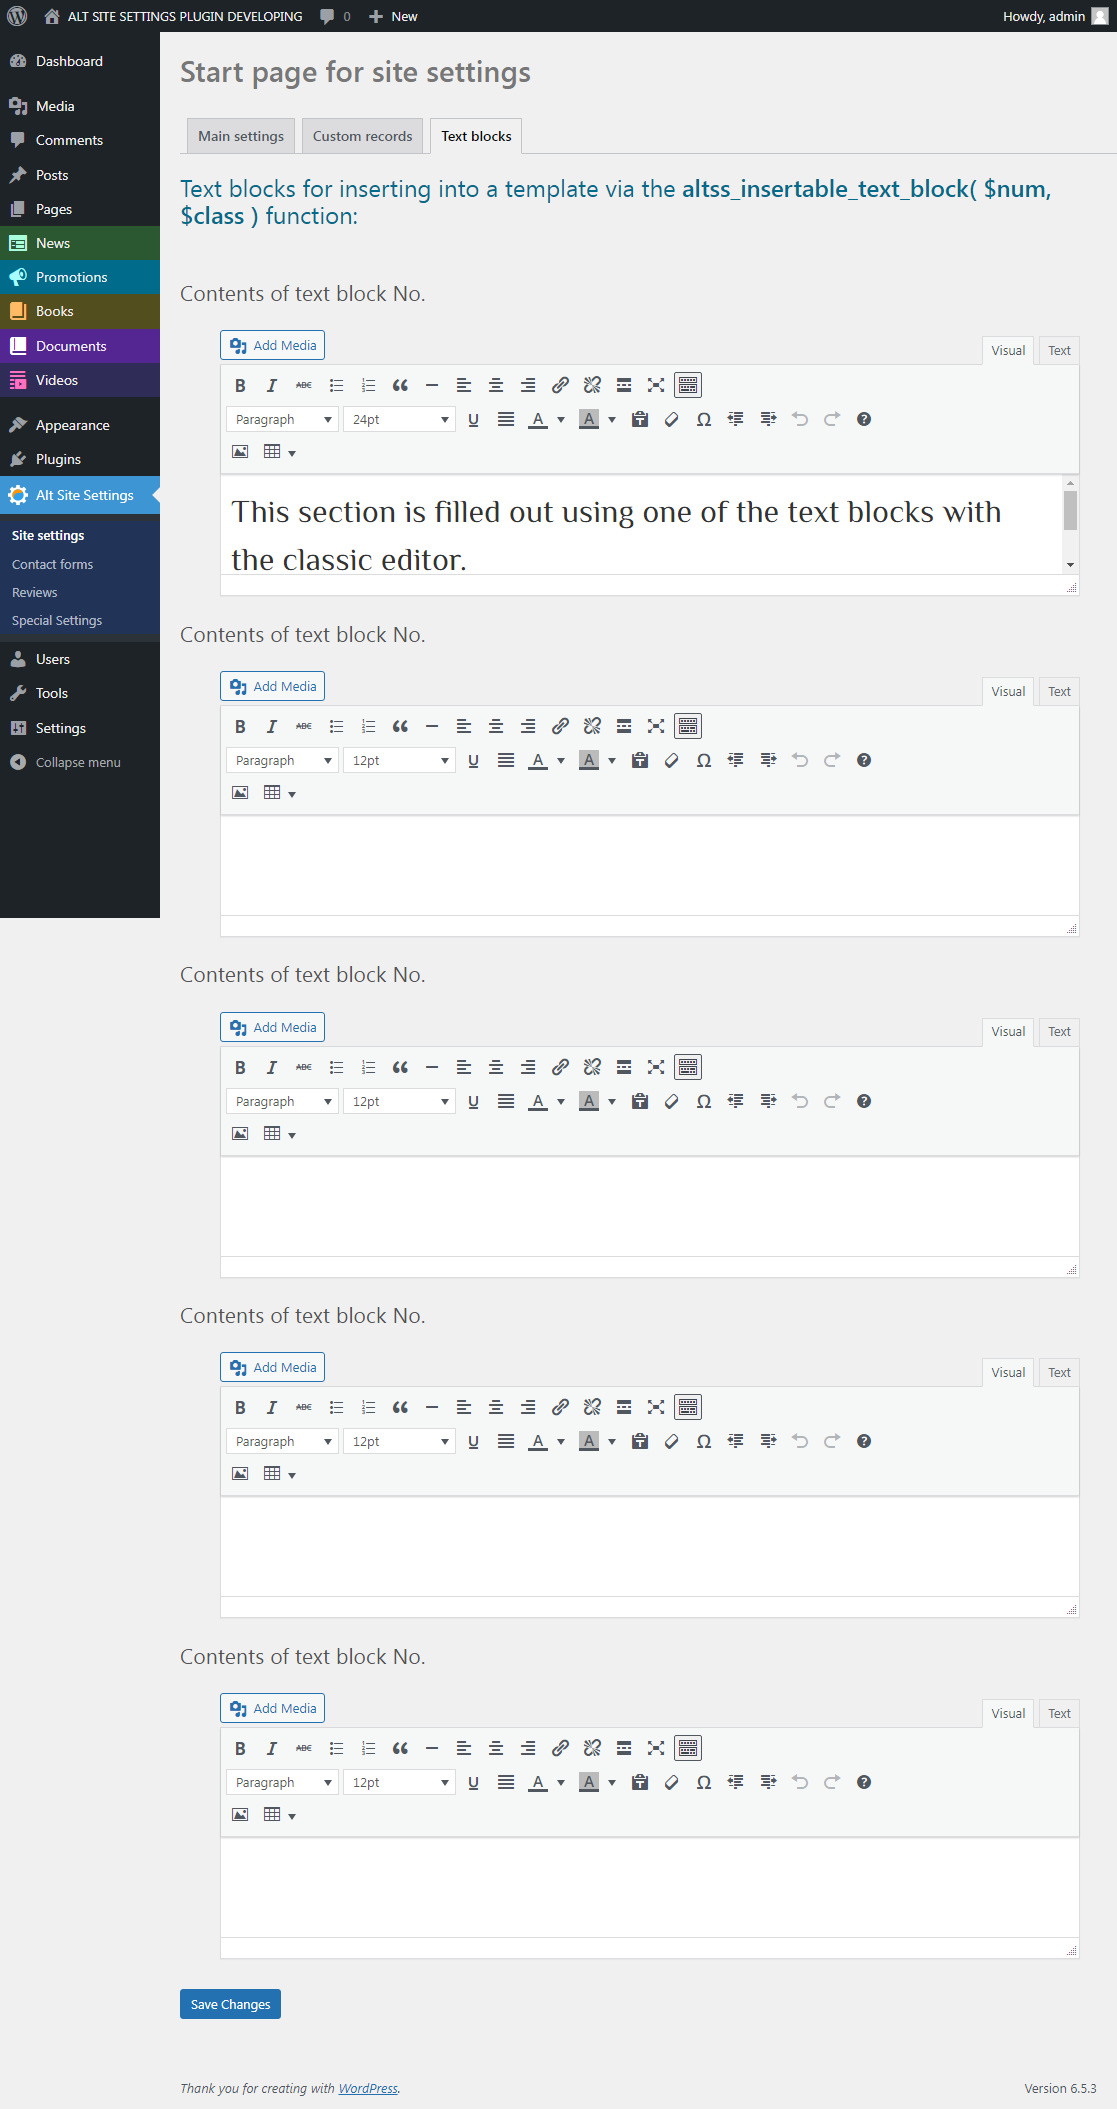 ALT SITE SETTINGS PLUGIN DEVELOPING 0 New Howdy, admin
Dashboard
Media
Comments
Posts
Pages
News
Promotions
Books
Documents
Videos
Appearance
Plugins
Alt Site Settings
Site settings
Contact forms
Reviews
Special Settings
Users
Tools
Settings
Collapse menu
Start page for site settings
Main settings Custom records Text blocks
Text blocks for inserting into a template via the altss_insertable_text_block( $num,
$class ) function:
Contents of text block No.
Add Media Visual Text
B I ABC
Paragraph 24pt U A A Ω
This section is filled out using one of the text blocks with
the classic editor.
Contents of text block No.
Add Media Visual Text
B I ABC
Paragraph 12pt U A A Ω
Contents of text block No.
Add Media Visual Text
B I ABC
Paragraph 12pt U A A Ω
Contents of text block No.
Add Media Visual Text
B I ABC
Paragraph 12pt U A A Ω
Contents of text block No.
Add Media Visual Text
B I ABC
Paragraph 12pt U A A Ω
Save Changes
Thank you for creating with WordPress. Version 6.5.3